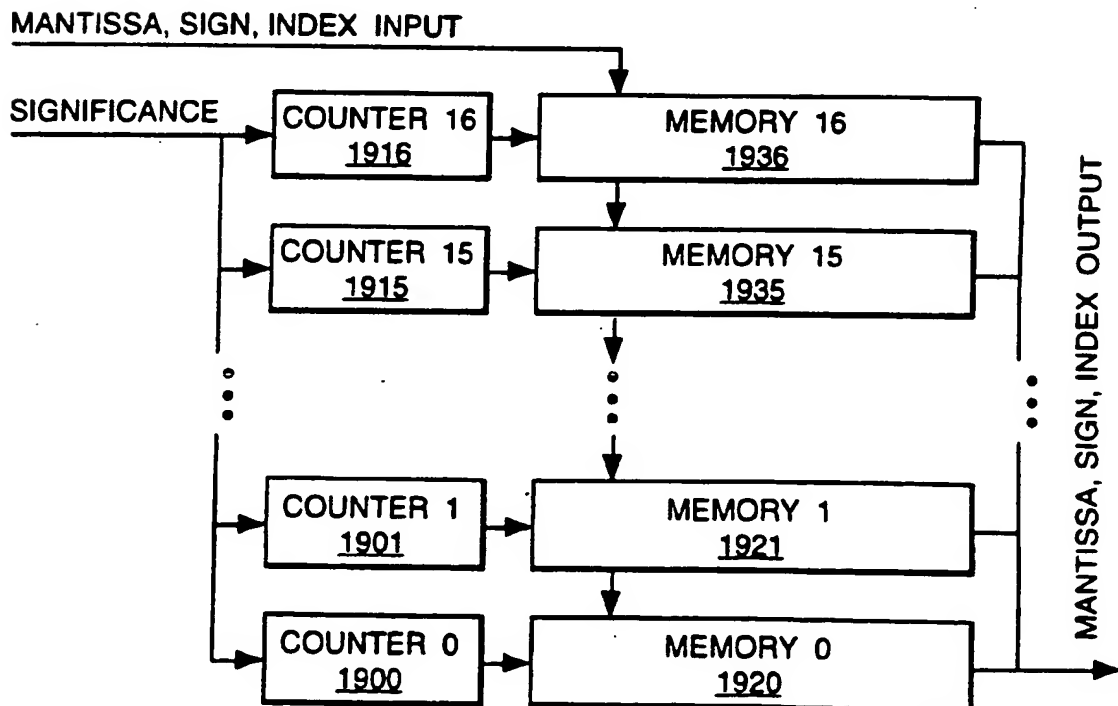 MANTISSA, SIGN, INDEX INPUT
SIGNIFICANCE
COUNTER 16
1916
MEMORY 16
1936
COUNTER 15
1915
MEMORY 15
1935
COUNTER 1
1901
MEMORY 1
1921
COUNTER 0
1900
MEMORY 0
1920
MANTISSA, SIGN, INDEX OUTPUT